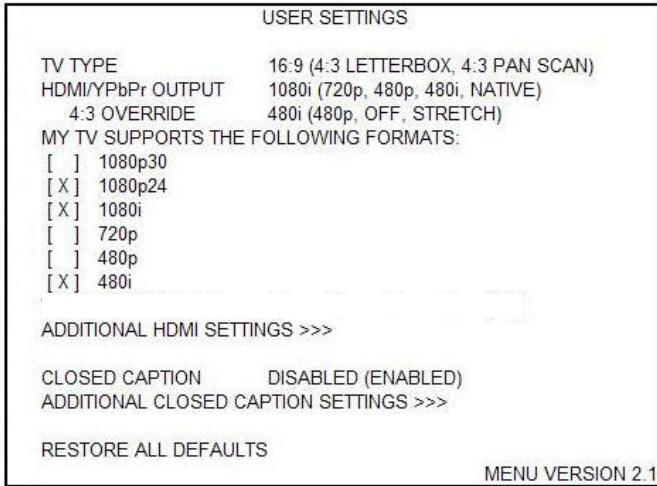 USER SETTINGS
TV TYPE 16:9 (4:3 LETTERBOX, 4:3 PAN SCAN)
HDMI/YPbPr OUTPUT 1080i (720p, 480p, 480i, NATIVE)
4:3 OVERRIDE 480i (480p, OFF, STRETCH)
MY TV SUPPORTS THE FOLLOWING FORMATS:
[ ] 1080p30
[ X ] 1080p24
[ X ] 1080i
[ ] 720p
[ ] 480p
[ X ] 480i
ADDITIONAL HDMI SETTINGS >>>
CLOSED CAPTION DISABLED (ENABLED)
ADDITIONAL CLOSED CAPTION SETTINGS >>>
RESTORE ALL DEFAULTS
MENU VERSION 2.1